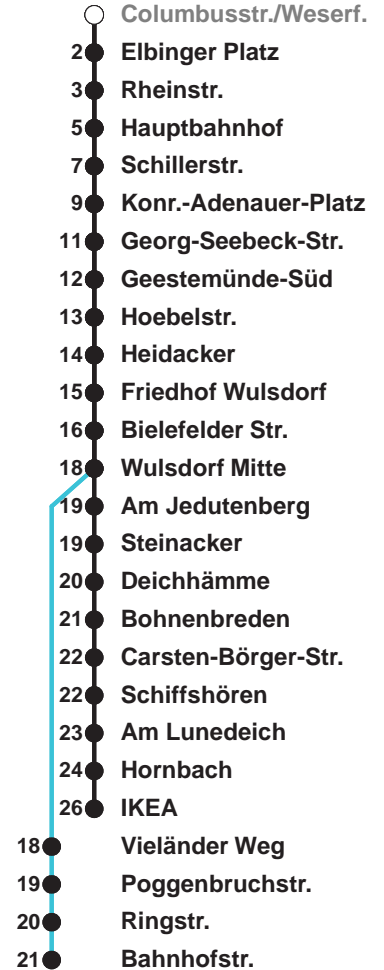 Columbusstr./Weserf.
2 Elbinger Platz
3 Rheinstr.
5 Hauptbahnhof
7 Schillerstr.
9 Konr.-Adenauer-Platz
11 Georg-Seebeck-Str.
12 Geestemünde-Süd
13 Hoebelstr.
14 Heidacker
15 Friedhof Wulsdorf
16 Bielefelder Str.
18 Wulsdorf Mitte
19 Am Jedutenberg
19 Steinacker
20 Deichhämme
21 Bohnenbreden
22 Carsten-Börger-Str.
22 Schiffshören
23 Am Lunedeich
24 Hornbach
26 IKEA
18 Vieländer Weg
19 Poggenbruchstr.
20 Ringstr.
21 Bahnhofstr.